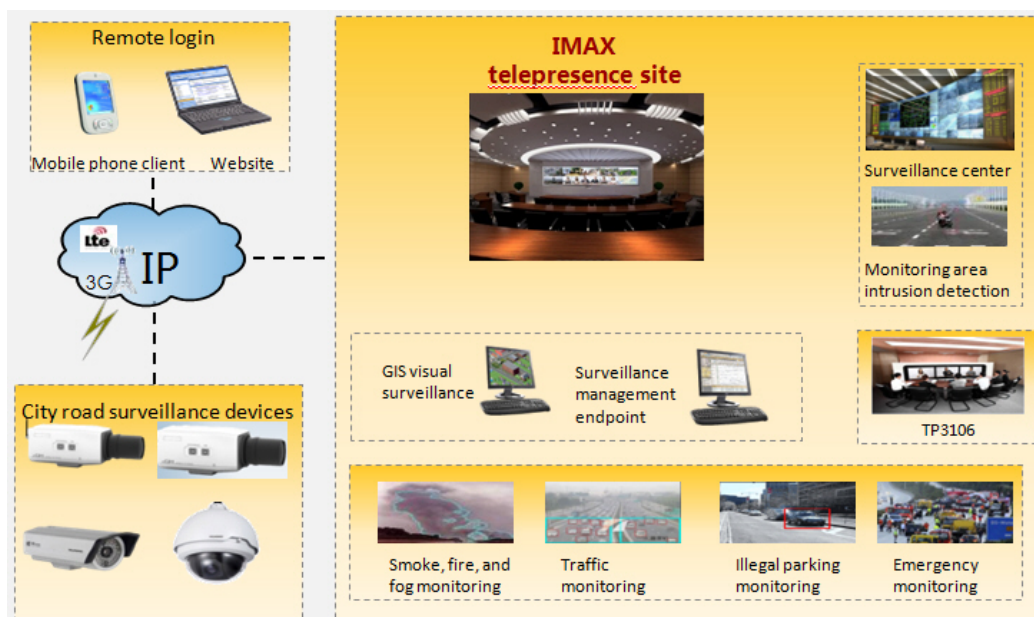 Remote login
Mobile phone client
Website
Lte
3G
IP
City road surveillance devices
IMAX
telepresence site
Surveillance center
Monitoring area
intrusion detection
GIS visual
surveillance
Surveillance
management
endpoint
TP3106
Smoke, fire, and
fog monitoring
Traffic
monitoring
Illegal parking
monitoring
Emergency
monitoring